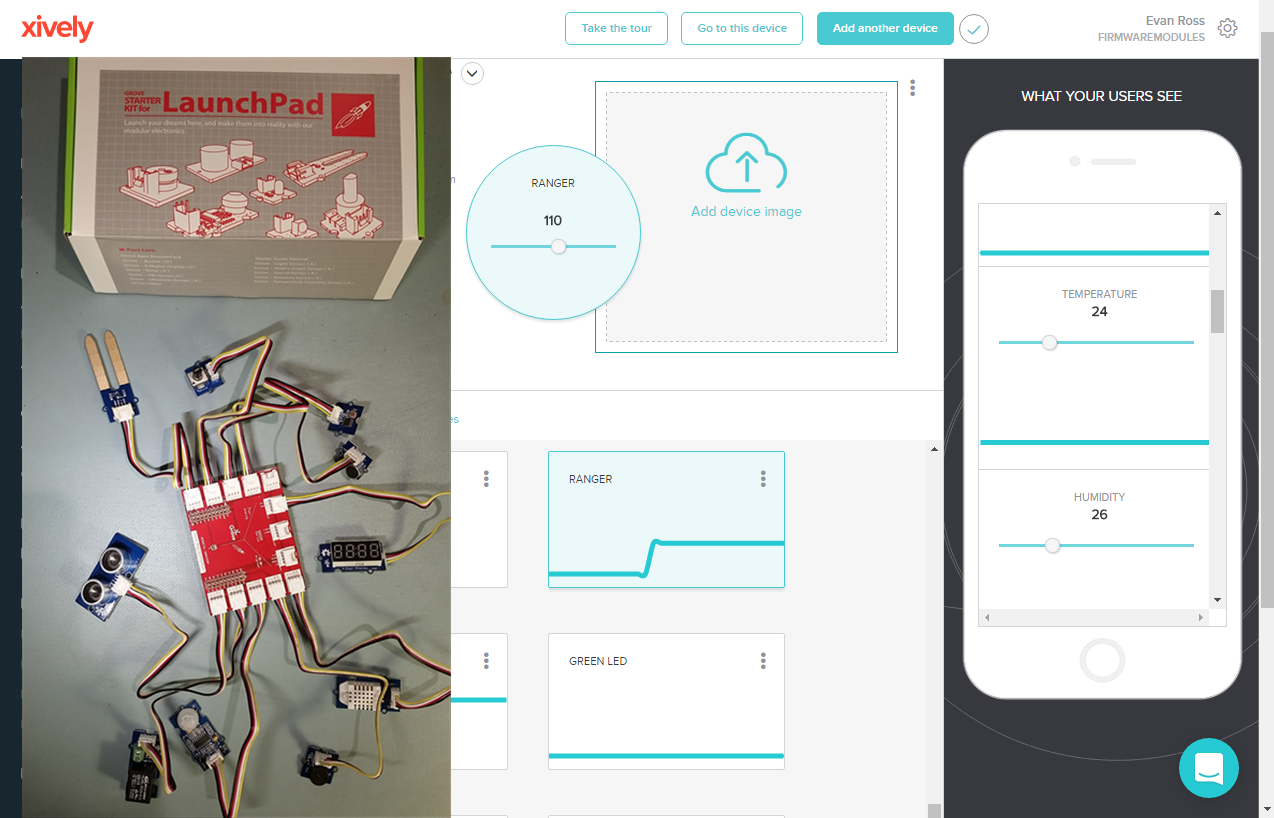 xively
Take the tour
Go to this device
Add another device
Evan Ross
FIRMWAREMODULES
GROVE
STARTER
KIT for
LaunchPad
Launch your dreams here, and make them into reality with our
modular electronics.
RANGER
110
Add device image
WHAT YOUR USERS SEE
TEMPERATURE
24
HUMIDITY
26
es
RANGER
GREEN LED